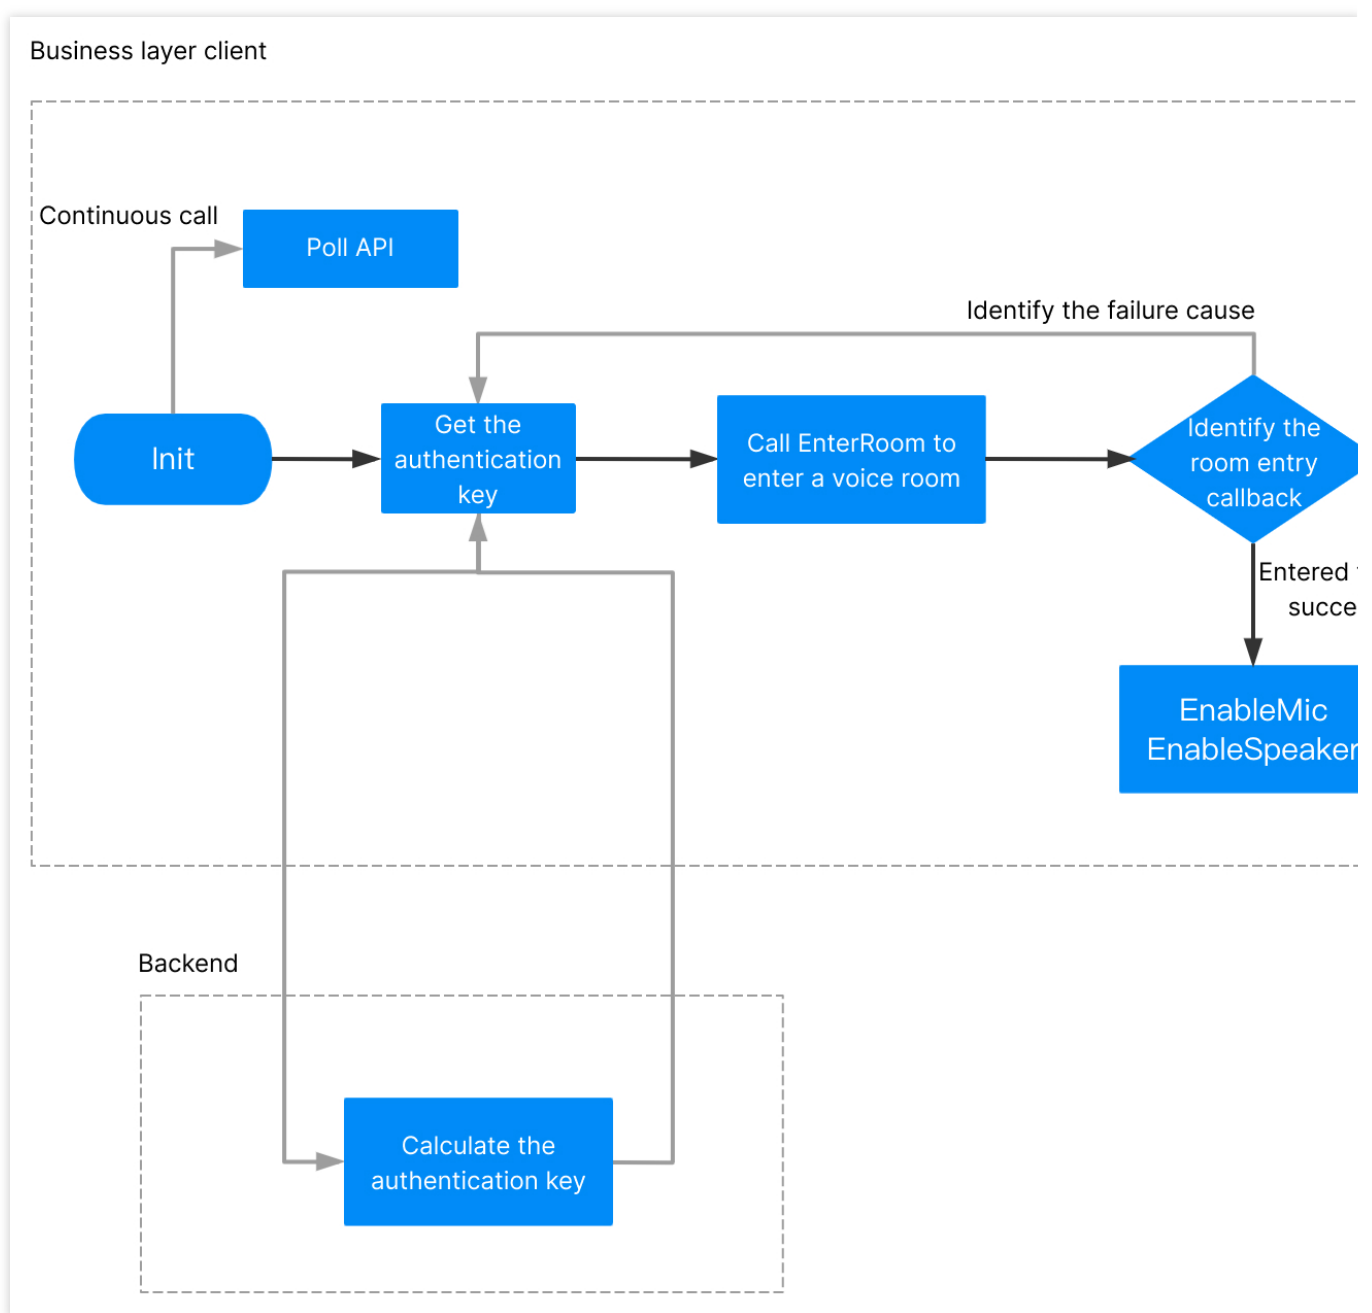 Business layer client
Continuous call
Poll API
Identify the failure cause
Init
Get the
authentication
key
Call EnterRoom to
enter a voice room
Identify the
room entry
callback
Entered
EnableMic
EnableSpeaker
Backend
Calculate the
authentication key